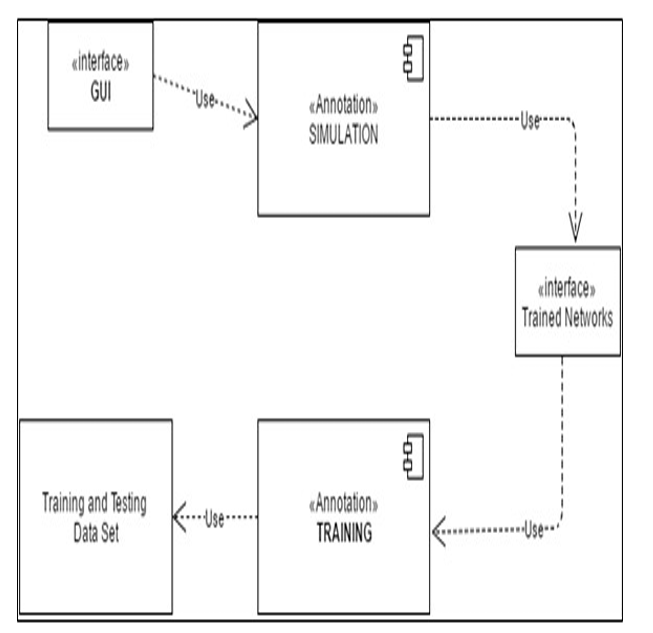 «interface»
GUI
Use
«Annotation»
SIMULATION
Use
«interface»
Trained Networks
Training and Testing
Data Set
Use
«Annotation»
TRAINING
Use